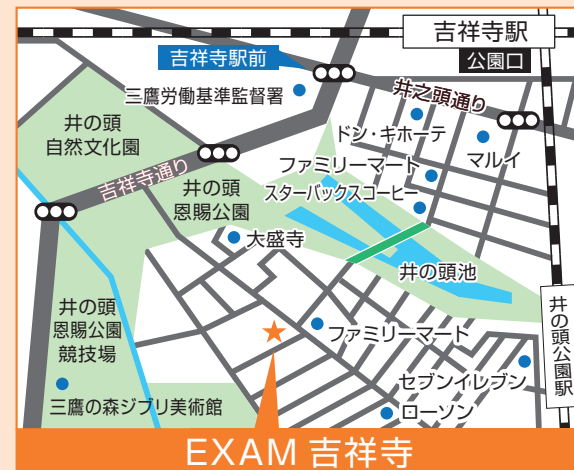 吉祥寺駅
公園口
吉祥寺駅前
三鷹労働基準監督署
井之頭通り
ドン・キホーテ
マルイ
井の頭
自然文化園
吉祥寺通り
ファミリーマート
スターバックスコーヒー
井の頭
恩賜公園
大盛寺
井の頭池
井の頭公園駅
井の頭
恩賜公園
競技場
ファミリーマート
セブンイレブン
三鷹の森ジブリ美術館
ローソン
EXAM 吉祥寺